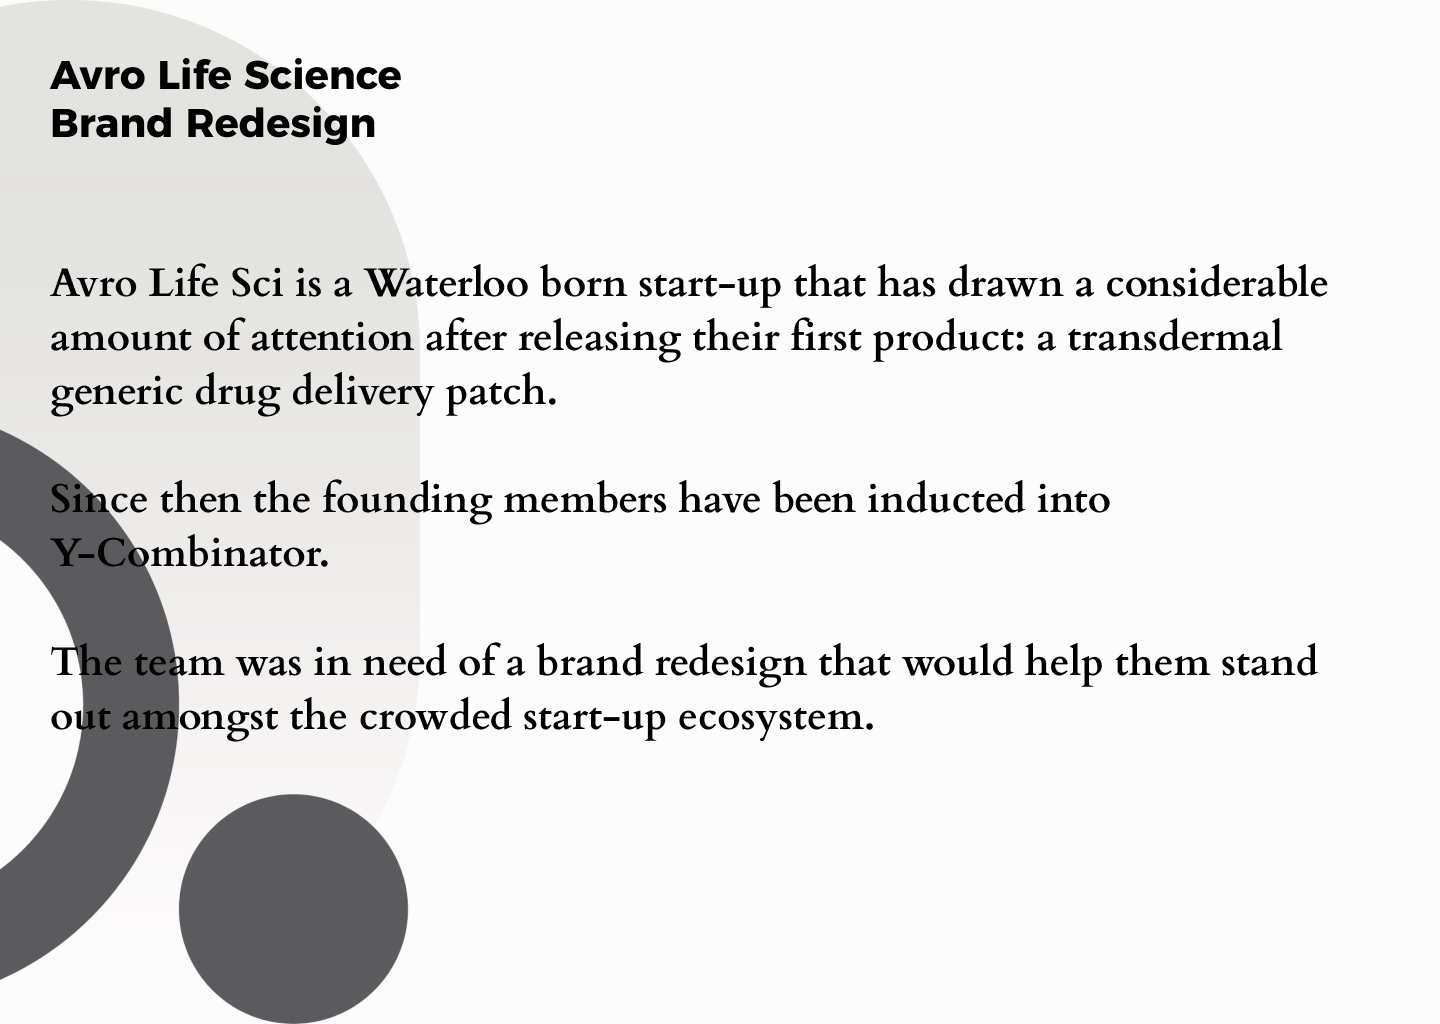 Avro Life Science
Brand Redesign
Avro Life Sci is a Waterloo born start-up that has drawn a considerable
amount of attention after releasing their first product: a transdermal
generic drug delivery patch.
Since then the founding members have been inducted into
Y-Combinator.
The team was in need of a brand redesign that would help them stand
out amongst the crowded start-up ecosystem.